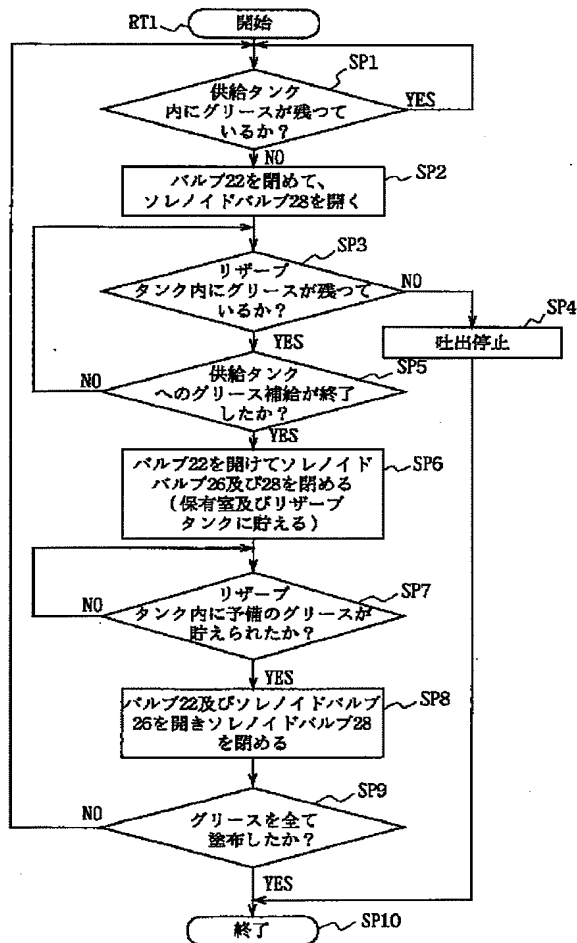 RT1
開始
SP1
供給タンク
内にグリースが残つて
いるか？
YES
NO
SP2
バルブ22を閉めて、
ソレノイドバルブ28を開く
SP3
リザーブ
タンク内にグリースが残つて
いるか？
NO
YES
SP4
吐出停止
SP5
供給タンク
へのグリース補給が終了
したか？
NO
YES
SP6
バルブ22を開けてソレノイド
バルブ26及び28を閉める
（保有室及びリザーブ
タンクに貯える）
SP7
リザーブ
タンク内に予備のグリースが
貯えられたか？
NO
YES
SP8
バルブ22及びソレノイドバルブ
26を開きソレノイドバルブ28
を閉める
SP9
グリースを全て
塗布したか？
NO
YES
終了
SP10